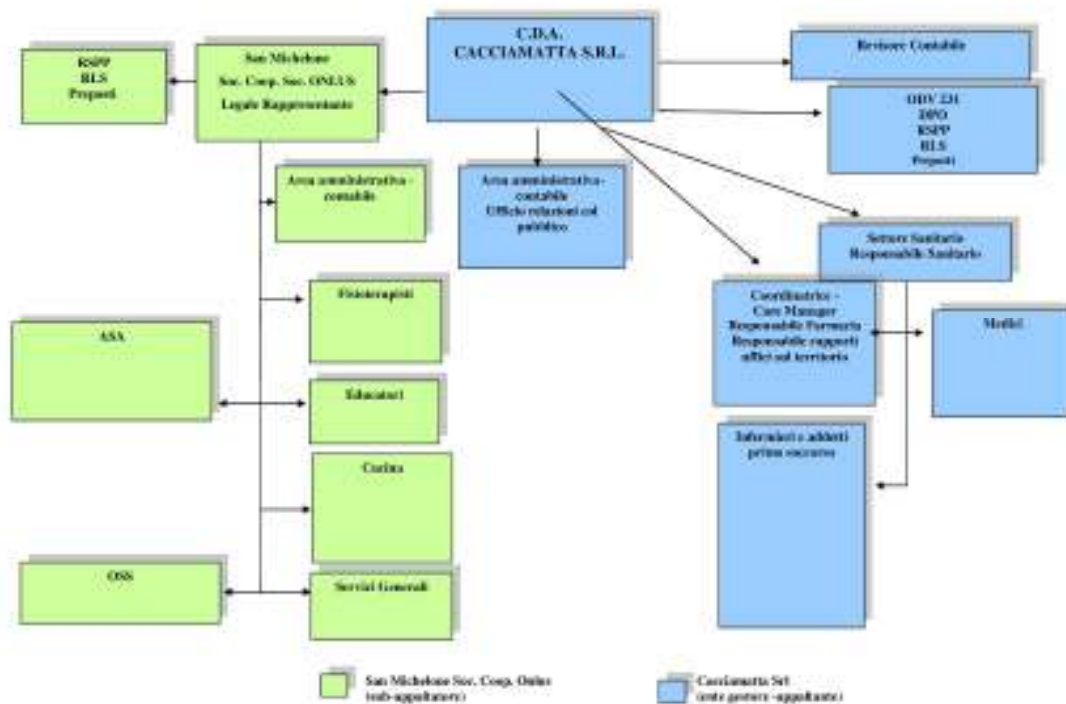 C.D.A.
CACCIAMATTA S.R.L.
San Michelone
Soc. Coop. Soc. ONLUS
Legale Rappresentante
RSPP
RLS
Preposti
Revisore Contabile
ODV 231
DPO
RSPP
RLS
Preposti
Area amministrativa -
contabile
Area amministrativa-
contabile
Ufficio relazioni col
pubblico
Settore Sanitario
Responsabile Sanitario
Fisioterapisti
Coordinatrice -
Care Manager
Responsabile Farmacia
Responsabile rapporti
uffici sul territorio
Medici
ASA
Educatori
Infermieri e addetti
primo soccorso
Cucina
OSS
Servizi Generali
San Michelone Soc. Coop. Onlus
(sub-appaltatore)
Cacciamatta Srl
(ente gestore -appaltante)